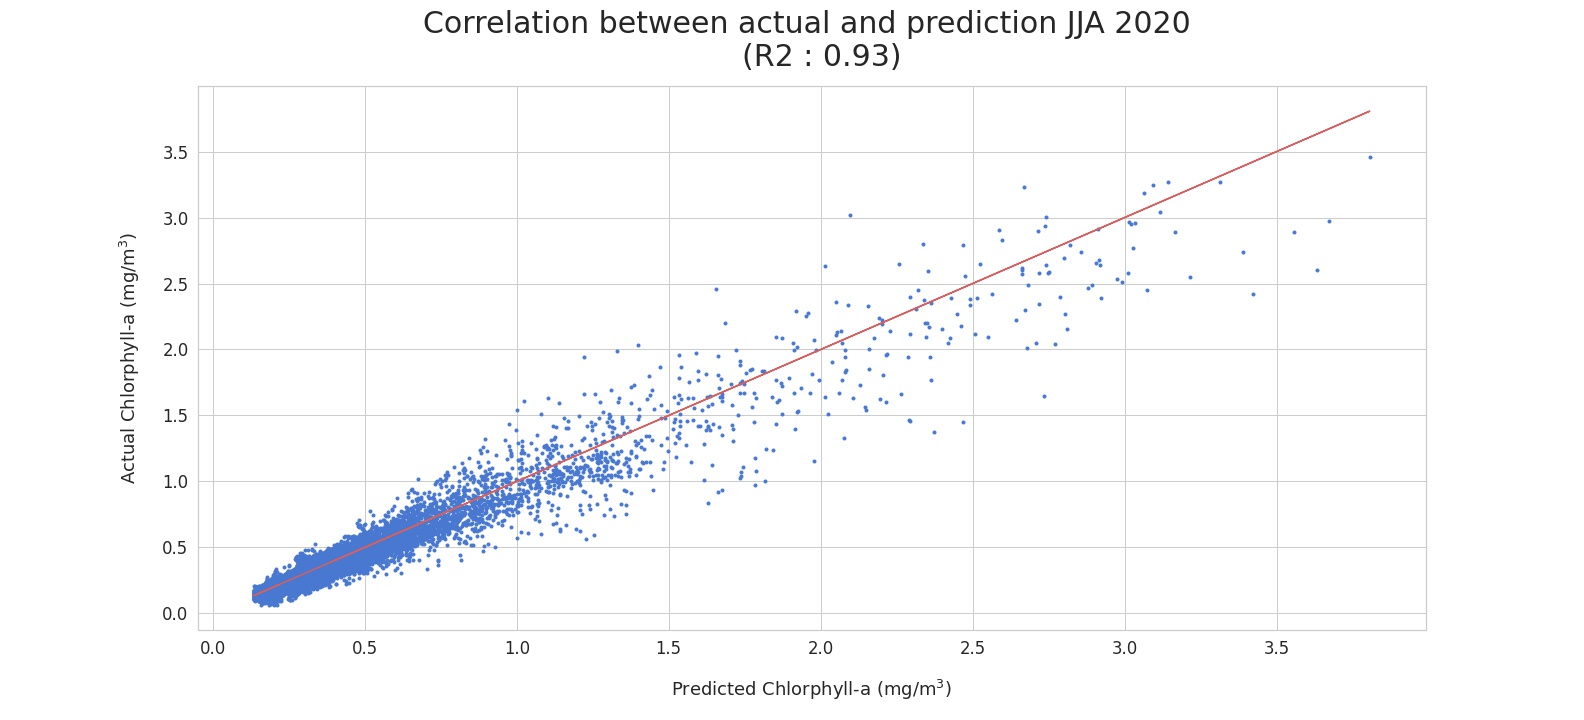 Correlation between actual and prediction JJA 2020
(R2 : 0.93)
Actual Chlorphyll-a (mg/m³)
3.5
3.0
2.5
2.0
1.5
1.0
0.5
0.0
0.0 0.5 1.0 1.5 2.0 2.5 3.0 3.5
Predicted Chlorphyll-a (mg/m³)